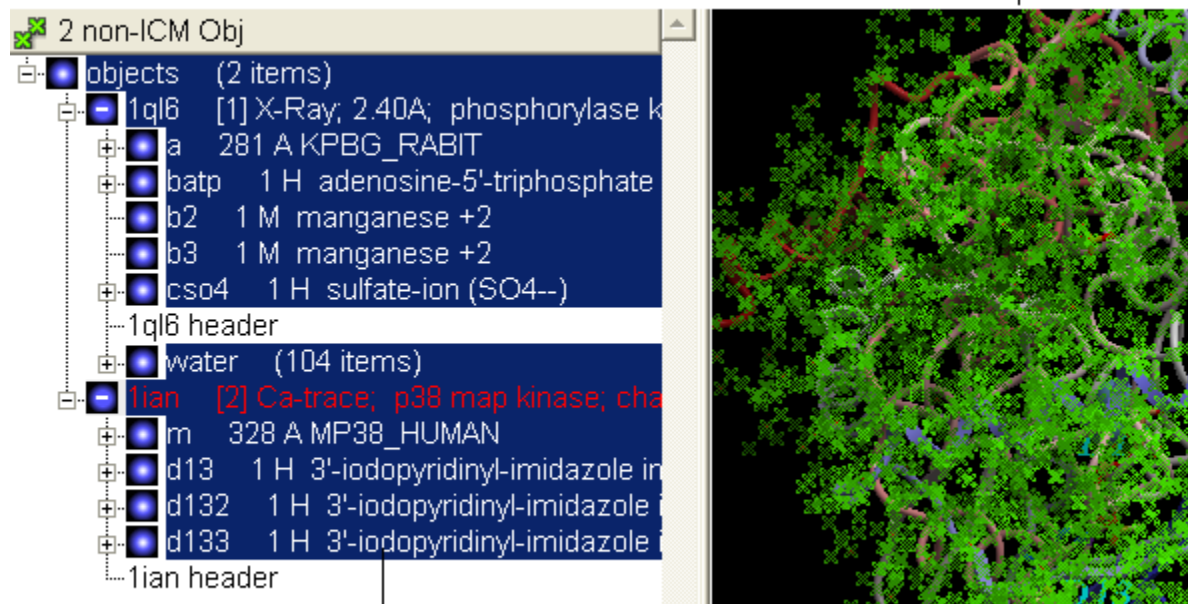 2 non-ICM Obj
objects (2 items)
1ql6 [1] X-Ray; 2.40A; phosphorylase k
a 281 A KPBG_RABIT
batp 1 H adenosine-5'-triphosphate
b2 1 M manganese +2
b3 1 M manganese +2
cso4 1 H sulfate-ion (SO4--)
1ql6 header
water (104 items)
1ian [2] Ca-trace; p38 map kinase; cha
m 328 A MP38_HUMAN
d13 1 H 3'-iodopyridinyl-imidazole in
d132 1 H 3'-iodopyridinyl-imidazole i
d133 1 H 3'-iodopyridinyl-imidazole i
1ian header